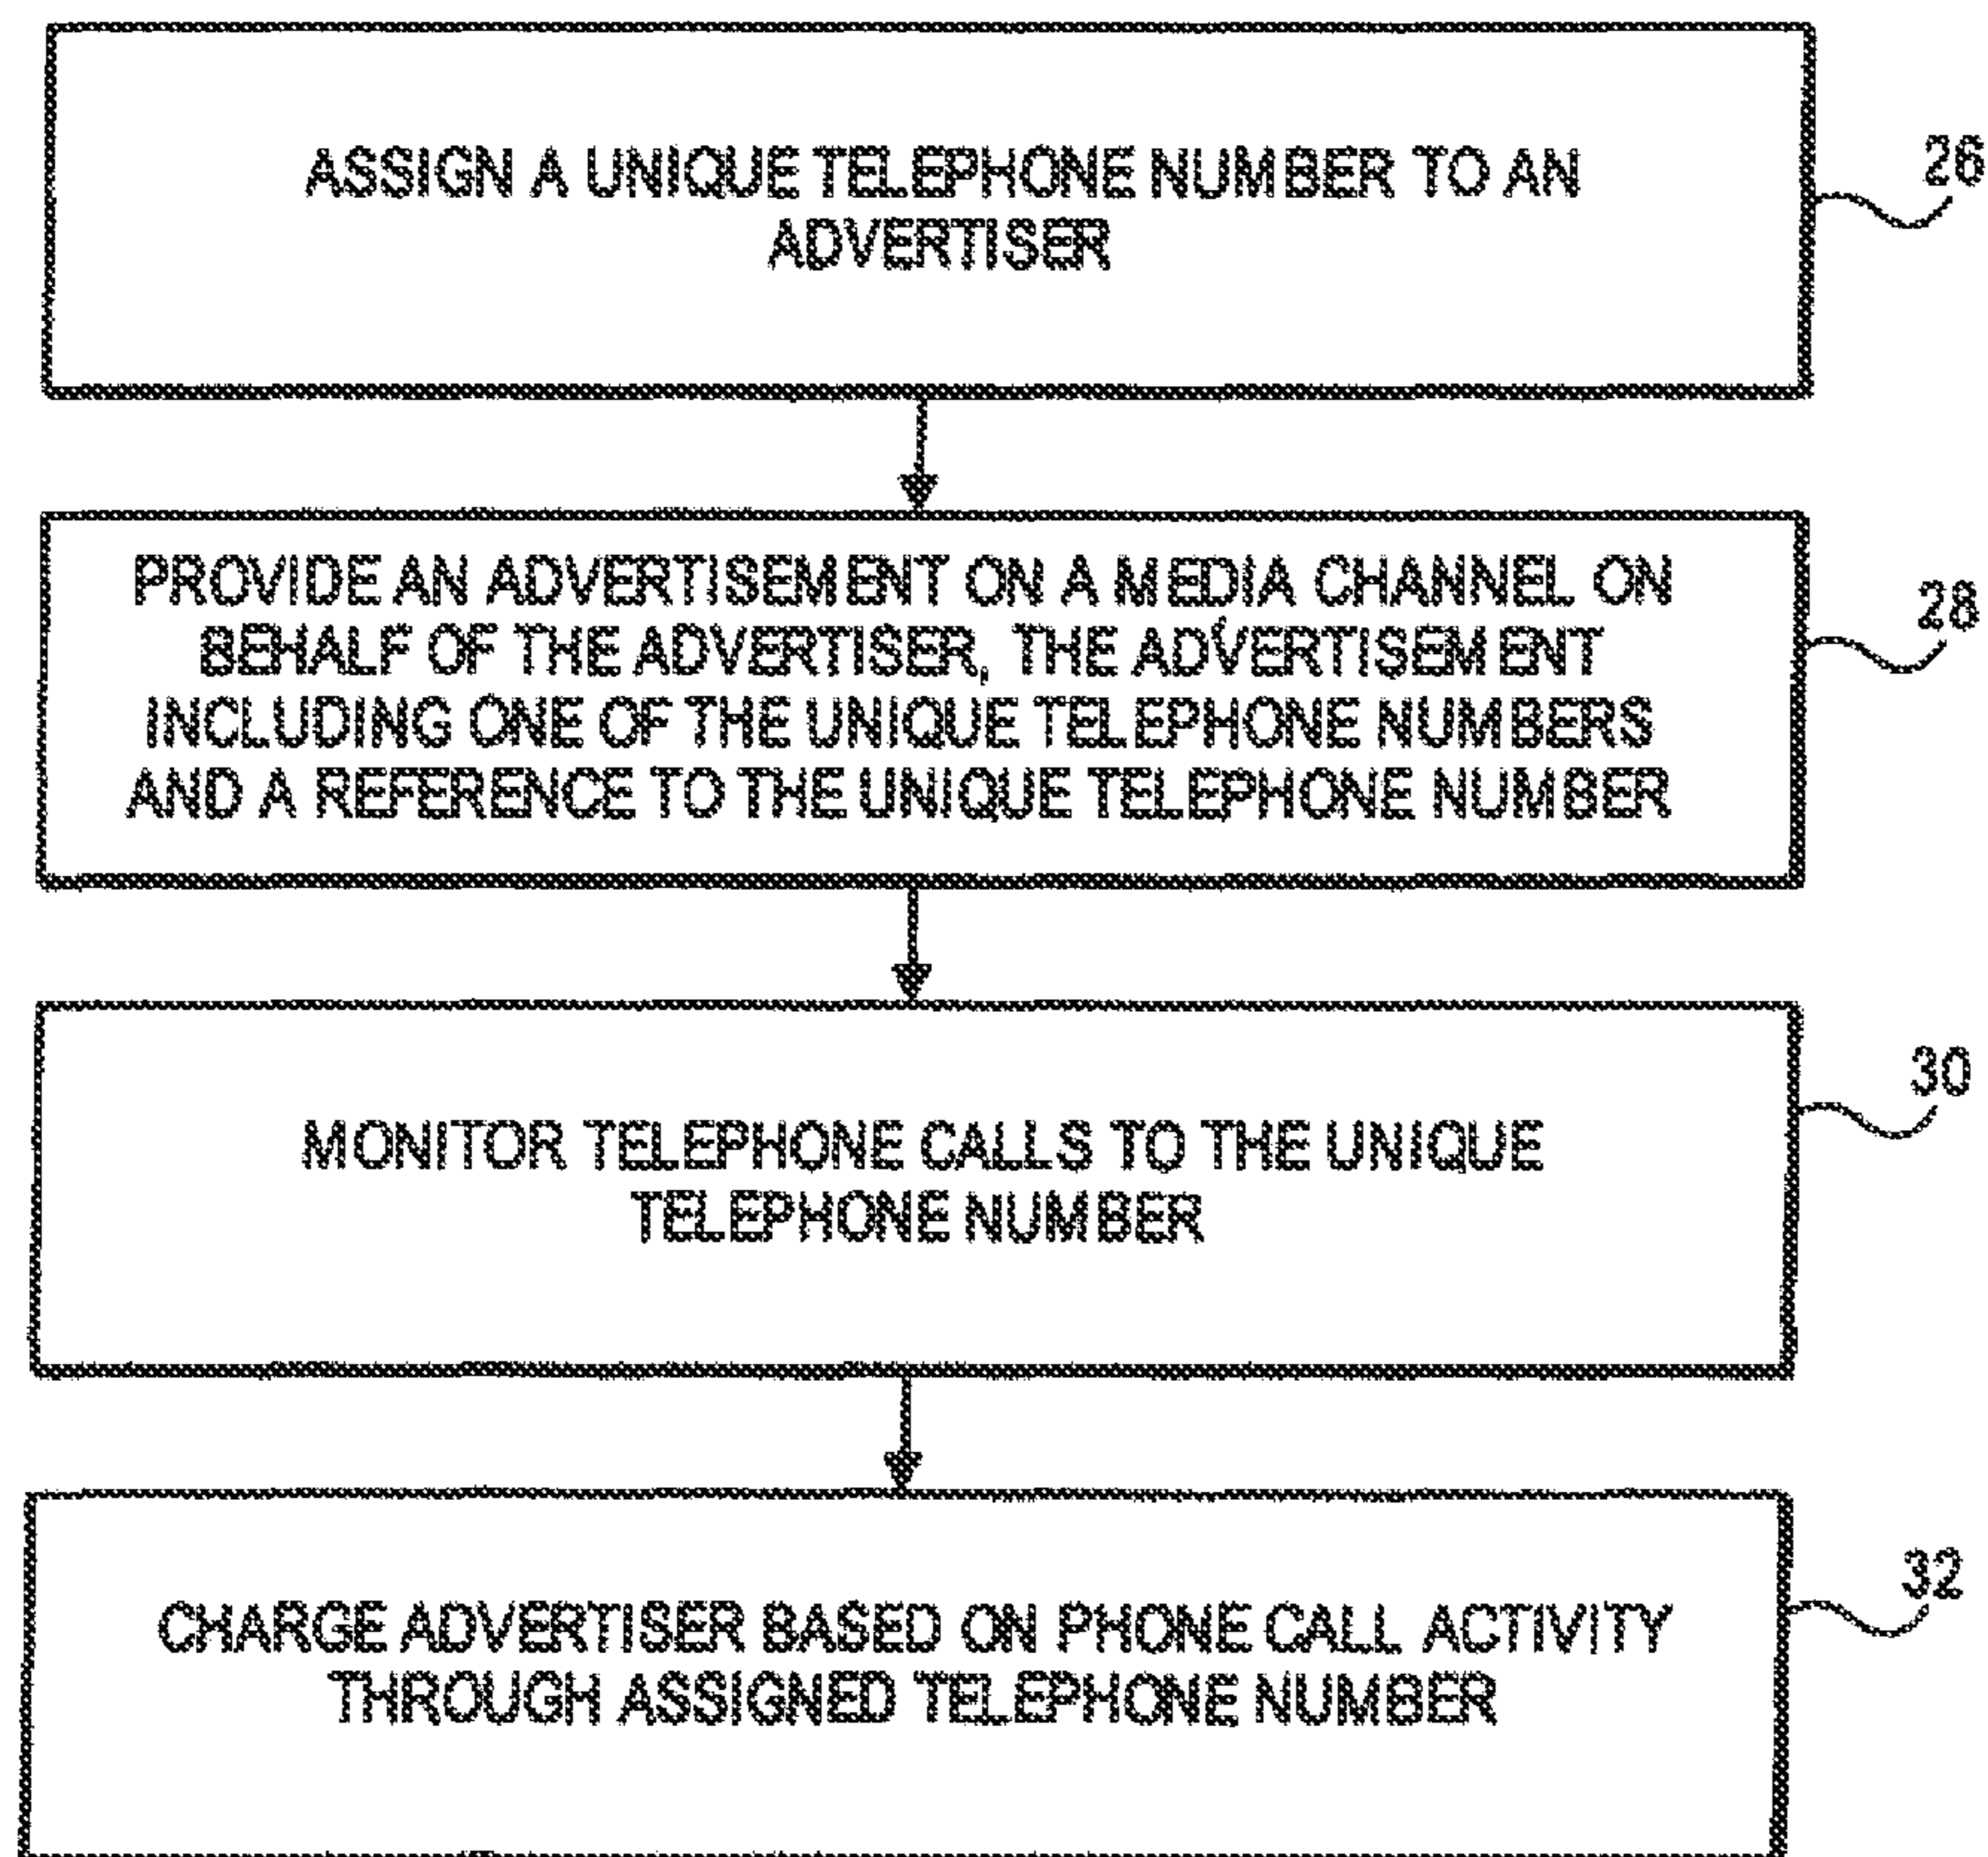 ASSIGN A UNIQUE TELEPHONE NUMBER TO AN
ADVERTISER
26
PROVIDE AN ADVERTISEMENT ON A MEDIA CHANNEL ON
BEHALF OF THE ADVERTISER, THE ADVERTISEMENT
INCLUDING ONE OF THE UNIQUE TELEPHONE NUMBERS
AND A REFERENCE TO THE UNIQUE TELEPHONE NUMBER
28
MONITOR TELEPHONE CALLS TO THE UNIQUE
TELEPHONE NUMBER
30
CHARGE ADVERTISER BASED ON PHONE CALL ACTIVITY
THROUGH ASSIGNED TELEPHONE NUMBER
32